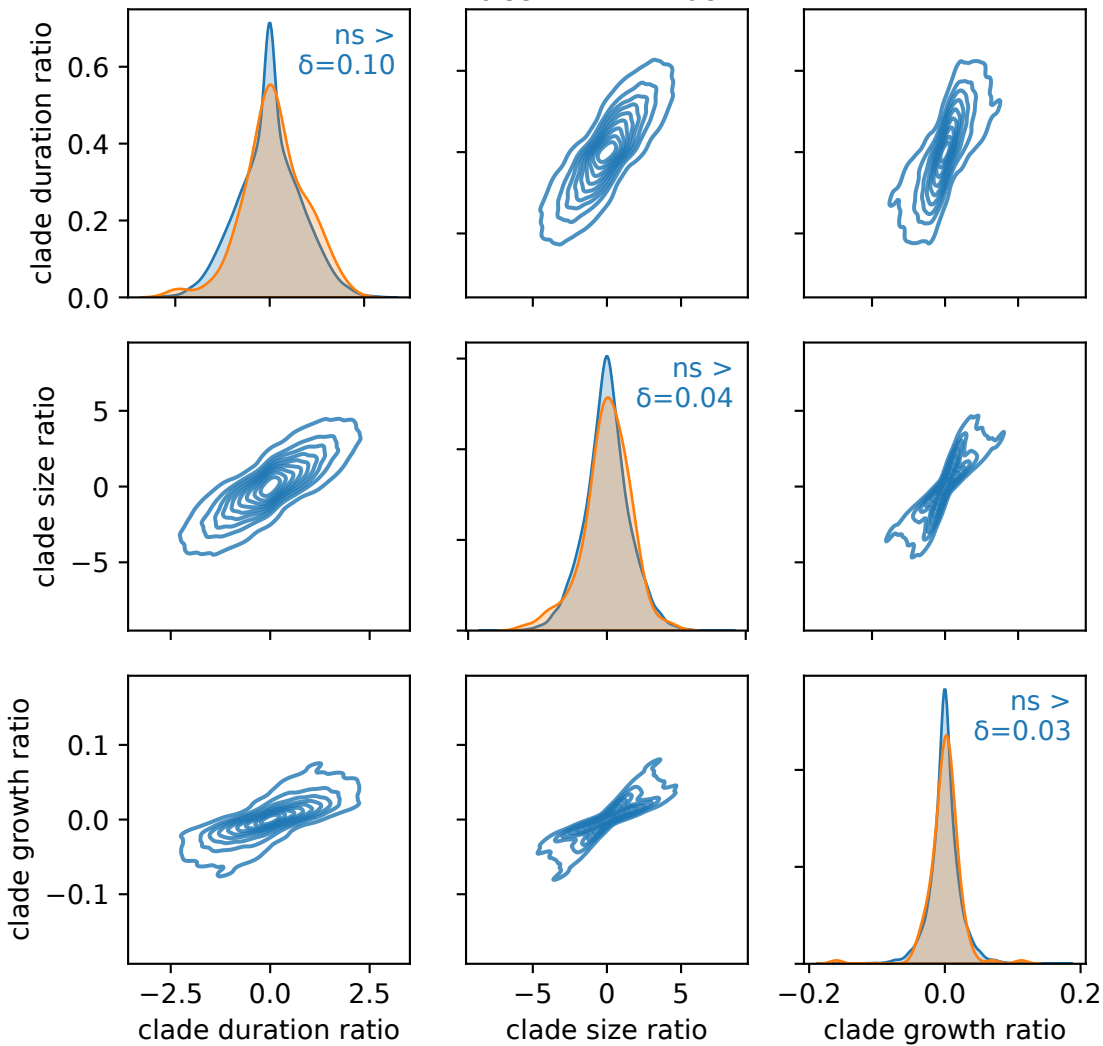 clade duration ratio
0.6
0.4
0.2
0.0
ns >
δ=0.10
clade size ratio
5
0
−5
ns >
δ=0.04
clade growth ratio
0.1
0.0
−0.1
ns >
δ=0.03
−2.5
0.0
2.5
−5
0
5
−0.2
0.0
0.2
clade duration ratio
clade size ratio
clade growth ratio